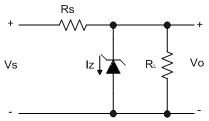 Rs
+ +
Vs Iz RL Vo
- -